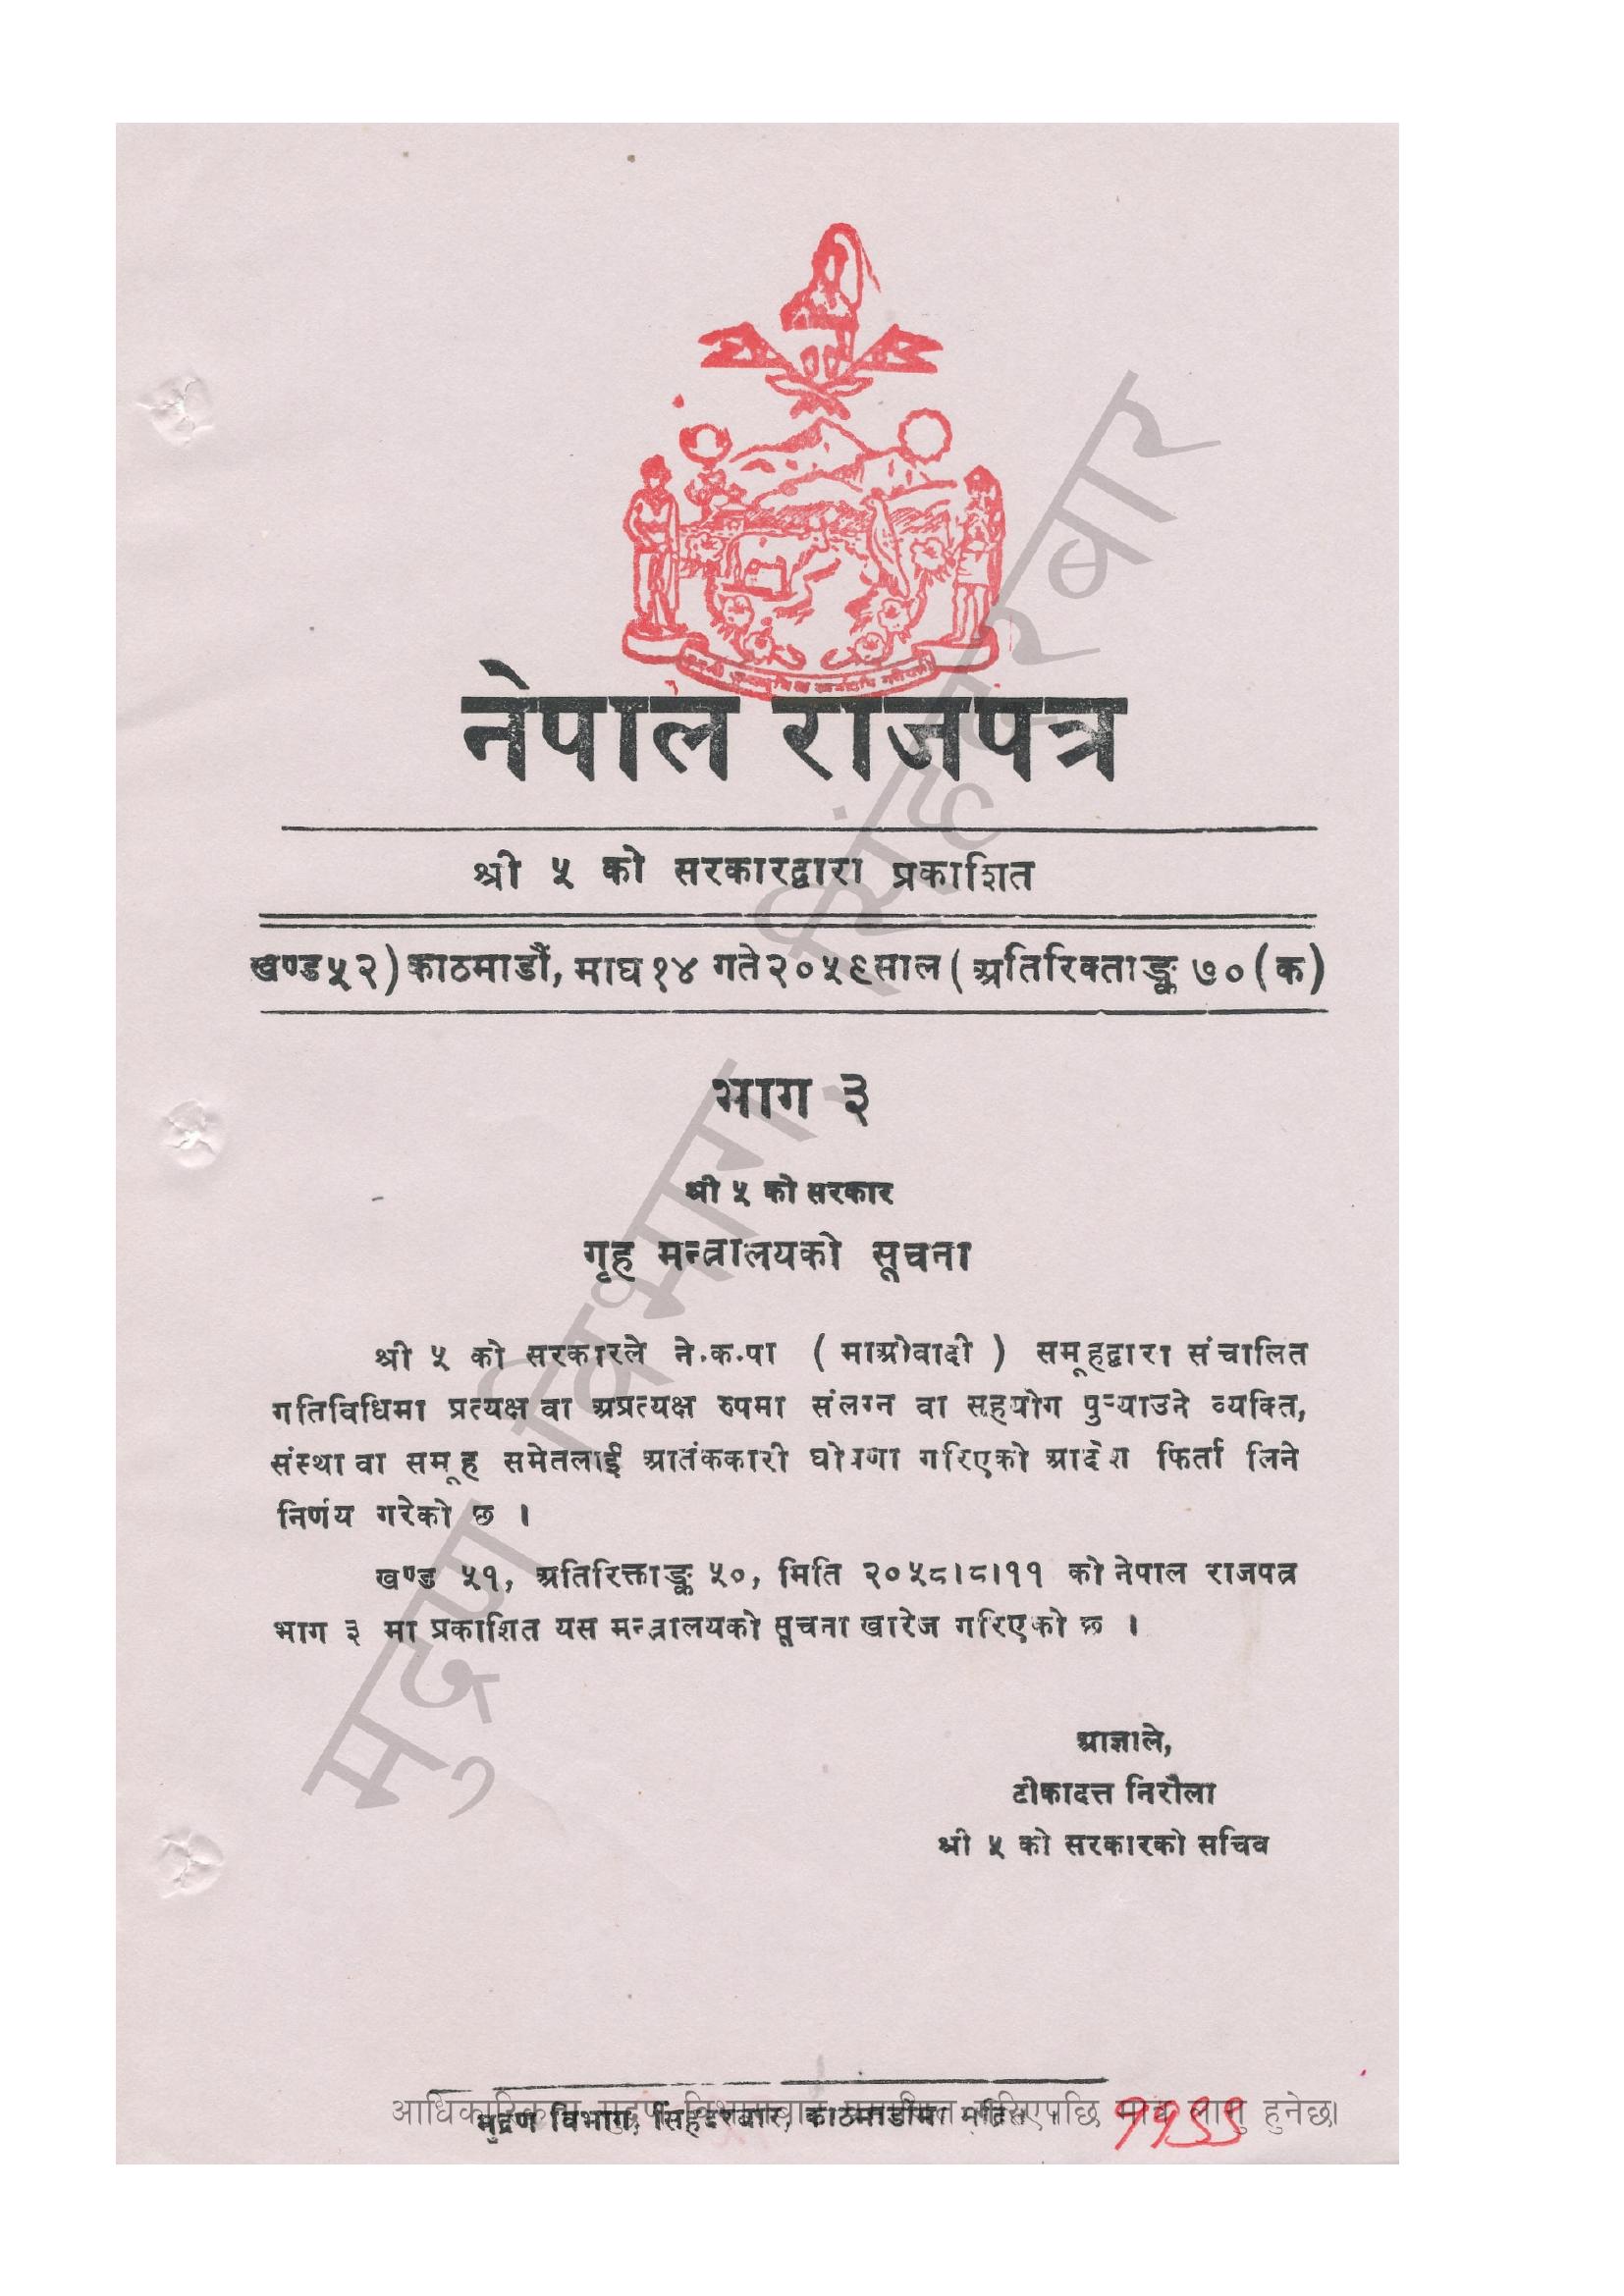 नेपाल राजपत्र
श्री ५ को सरकारद्वारा प्रकाशित
खण्ड ५२) काठमाडौं, माघ १४ गते २०५९ साल (अतिरिक्ताङ्क ७० (क)
भाग ३
श्री ५ को सरकार
गृह मन्त्रालयको सूचना
श्री ५ को सरकारले ने.क.पा (माओवादी) समूहद्वारा संचालित
गतिविधिमा प्रत्यक्ष वा अप्रत्यक्ष रुपमा संलग्न वा सहयोग पुर्‍याउने व्यक्ति,
संस्था वा समूह समेतलाई आतंककारी घोषणा गरिएको आदेश फिर्ता लिने
निर्णय गरेको छ ।
खण्ड ५१, अतिरिक्ताङ्क ५०, मिति २०५८।८।११ को नेपाल राजपत्र
भाग ३ मा प्रकाशित यस मन्त्रालयको सूचना खारेज गरिएको छ ।
आज्ञाले,
टीकादत्त निरौला
श्री ५ को सरकारको सचिव
मुद्रण विभाग, सिंहदरबार
मुद्रण विभाग, सिंहदरबार, काठमाडौंमा मुद्रित ।
लागु हुनेछ।